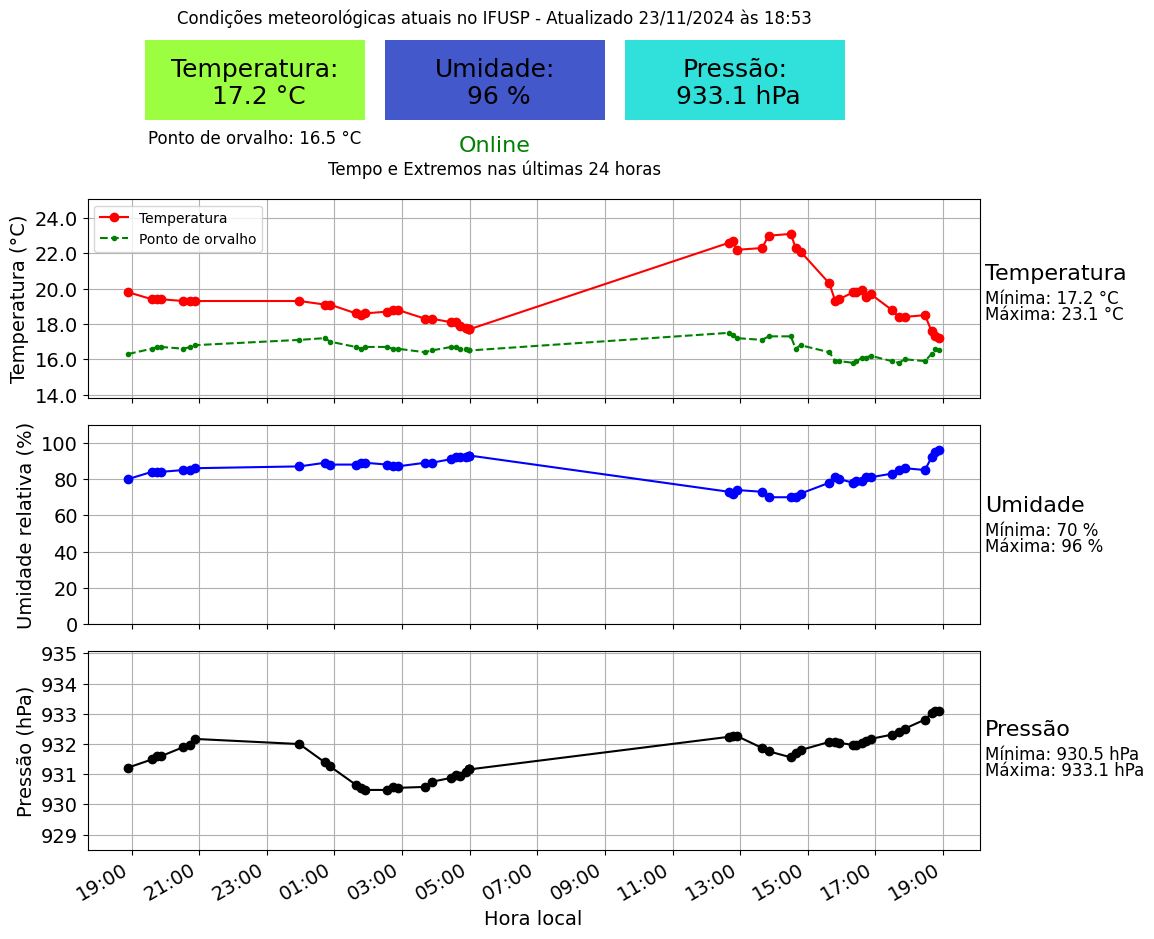 Condições meteorológicas atuais no IFUSP - Atualizado 23/11/2024 às 18:53
Temperatura:
17.2 °C
Umidade:
96 %
Pressão:
933.1 hPa
Ponto de orvalho: 16.5 °C
Online
Tempo e Extremos nas últimas 24 horas
Temperatura (°C)
24.0
22.0
20.0
18.0
16.0
14.0
Temperatura
Ponto de orvalho
Temperatura
Mínima: 17.2 °C
Máxima: 23.1 °C
Umidade relativa (%)
100
80
60
40
20
0
Umidade
Mínima: 70 %
Máxima: 96 %
Pressão (hPa)
935
934
933
932
931
930
929
Pressão
Mínima: 930.5 hPa
Máxima: 933.1 hPa
19:00
21:00
23:00
01:00
03:00
05:00
07:00
09:00
11:00
13:00
15:00
17:00
19:00
Hora local